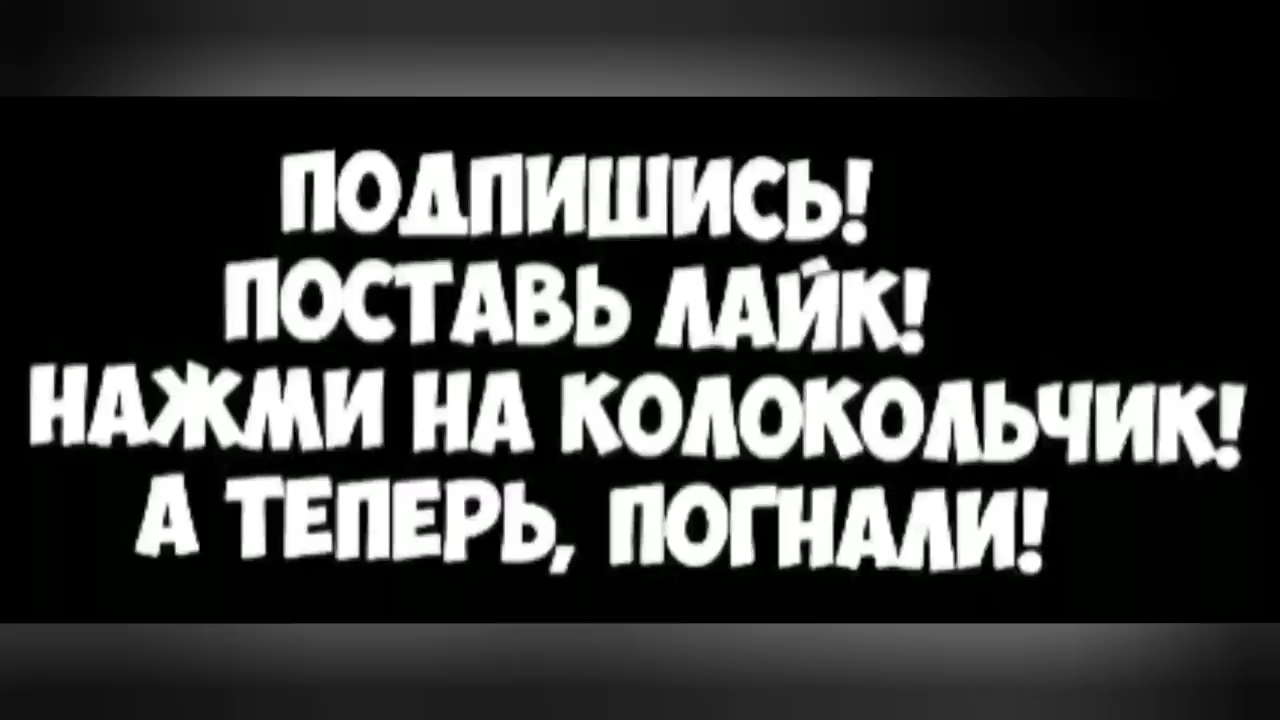 ПОДПИШИСЬ!
ПОСТАВЬ ЛАЙК!
НАЖМИ НА КОЛОКОЛЬЧИК!
А ТЕПЕРЬ, ПОГНАЛИ!